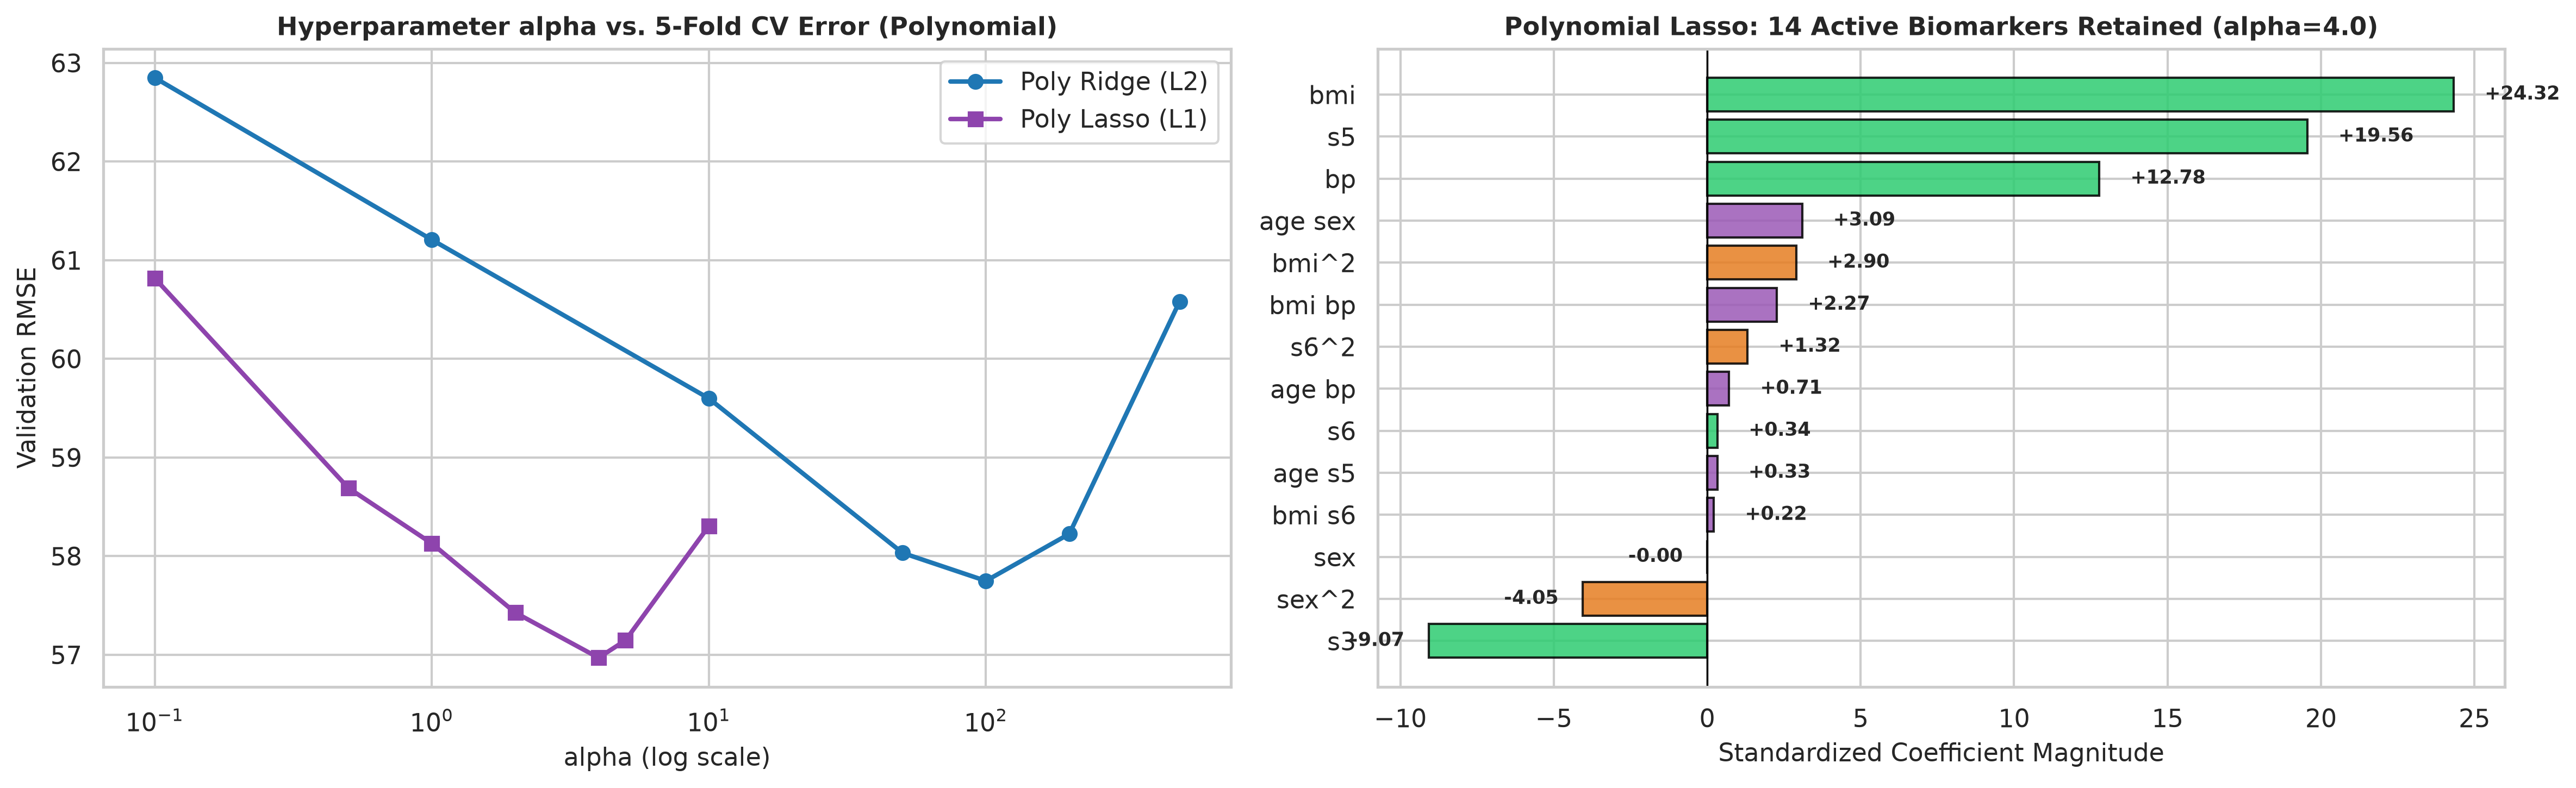 Hyperparameter alpha vs. 5-Fold CV Error (Polynomial)
63
62
61
60
59
58
57
Validation RMSE
Poly Ridge (L2)
Poly Lasso (L1)
10⁻¹
10⁰
10¹
10²
alpha (log scale)
Polynomial Lasso: 14 Active Biomarkers Retained (alpha=4.0)
bmi +24.32
s5 +19.56
bp +12.78
age sex +3.09
bmi^2 +2.90
bmi bp +2.27
s6^2 +1.32
age bp +0.71
s6 +0.34
age s5 +0.33
bmi s6 +0.22
sex -0.00
sex^2 -4.05
s3 -9.07
−10 −5 0 5 10 15 20 25
Standardized Coefficient Magnitude